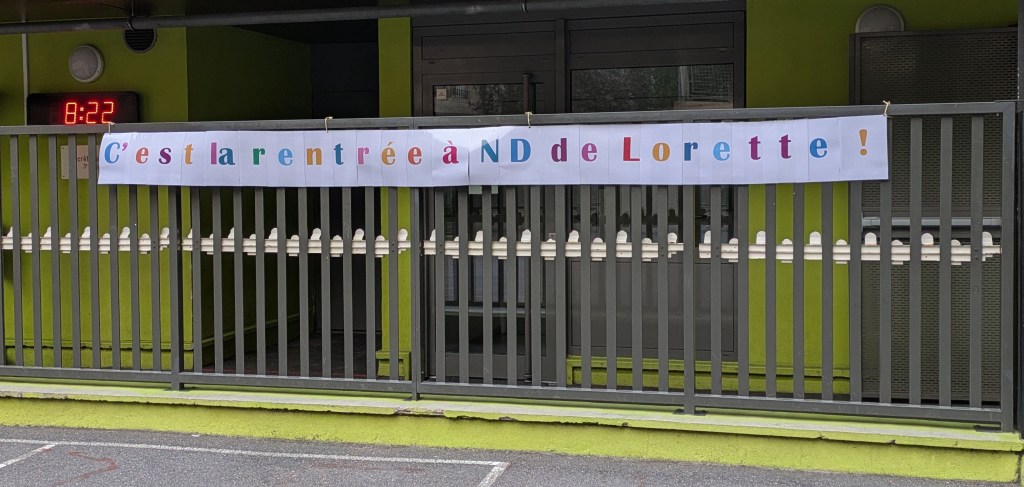 8:22
C'est la rentrée à ND de Lorette !